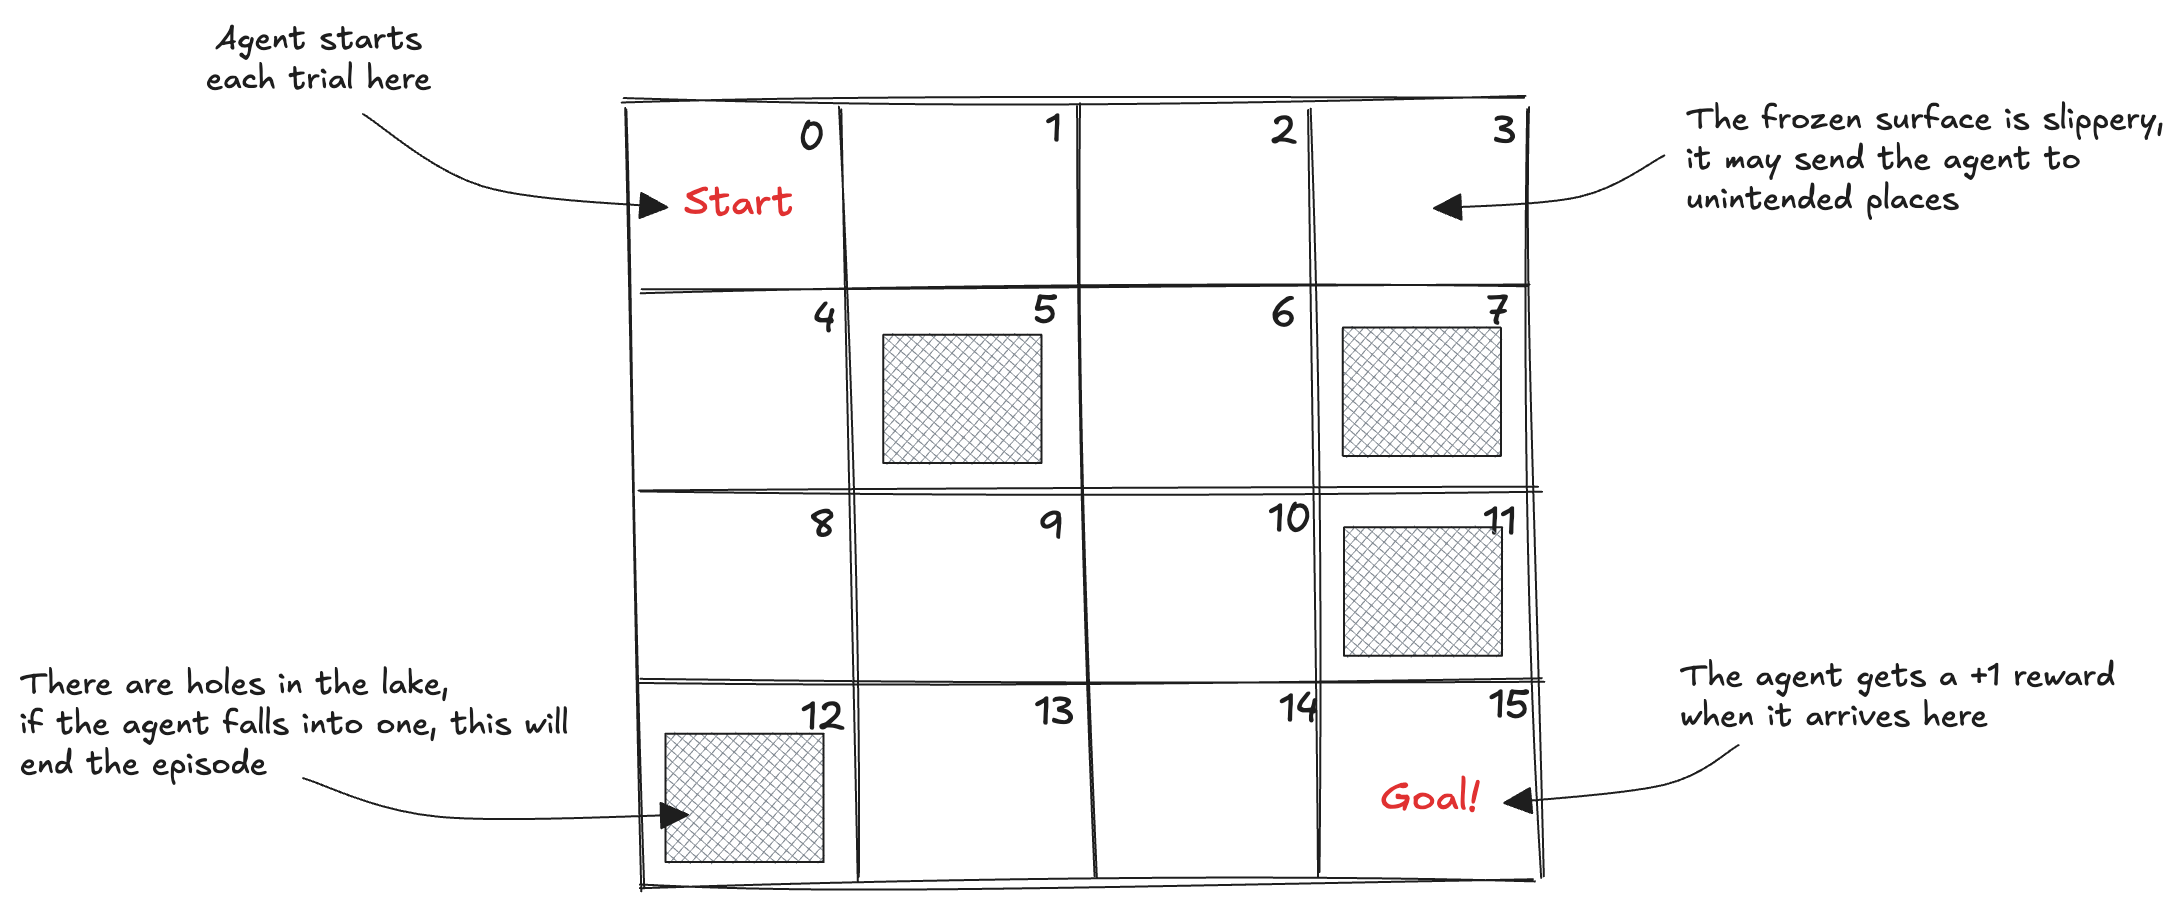 Agent starts
each trial here
The frozen surface is slippery,
it may send the agent to
unintended places
0
1
2
3
Start
4
5
6
7
8
9
10
11
There are holes in the lake,
if the agent falls into one, this will
end the episode
The agent gets a +1 reward
when it arrives here
12
13
14
15
Goal!